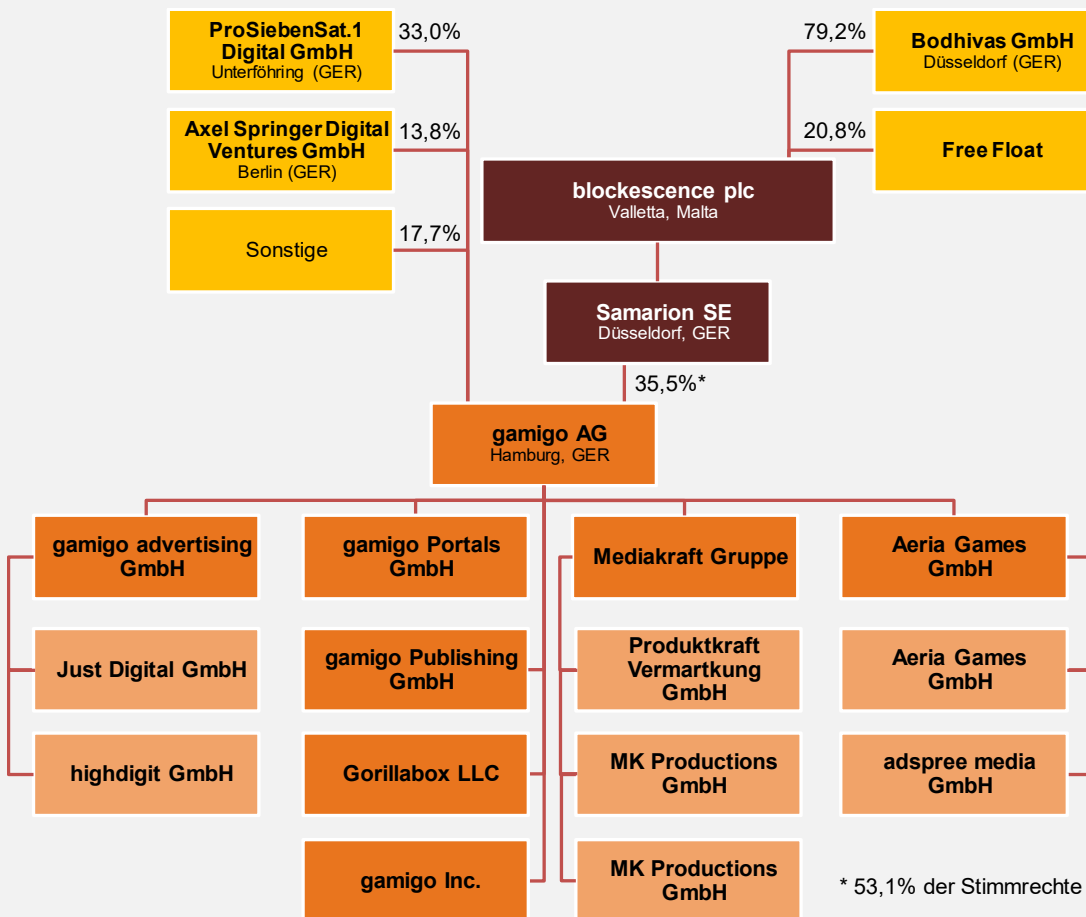 ProSiebenSat.1
Digital GmbH
Unterföhring (GER)
33,0%
79,2%
Bodhivas GmbH
Düsseldorf (GER)
Axel Springer Digital
Ventures GmbH
Berlin (GER)
13,8%
20,8%
Free Float
blockescence plc
Valletta, Malta
Sonstige
17,7%
Samarion SE
Düsseldorf, GER
35,5%*
gamigo AG
Hamburg, GER
gamigo advertising
GmbH
gamigo Portals
GmbH
Mediakraft Gruppe
Aeria Games
GmbH
Just Digital GmbH
gamigo Publishing
GmbH
Produktkraft
Vermartkung
GmbH
Aeria Games
GmbH
highdigit GmbH
Gorillabox LLC
MK Productions
GmbH
adspree media
GmbH
gamigo Inc.
MK Productions
GmbH
* 53,1% der Stimmrechte